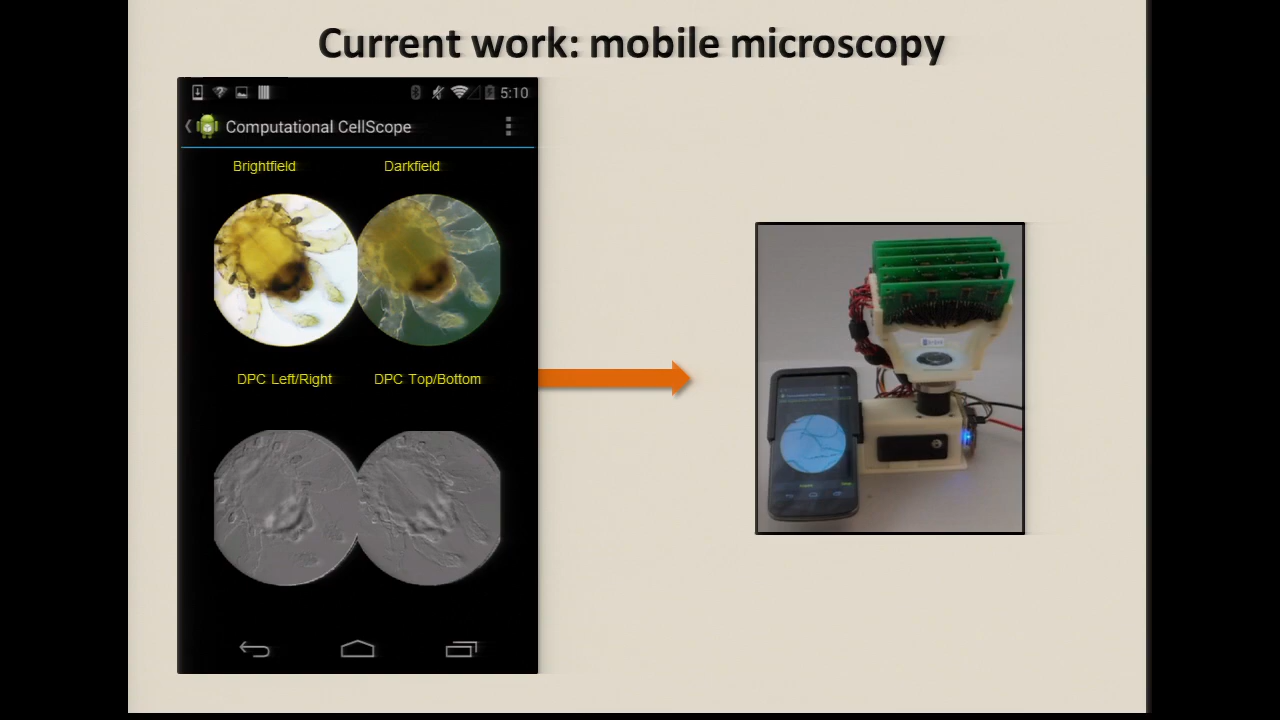 Current work: mobile microscopy
5:10
Computational CellScope
Brightfield Darkfield
DPC Left/Right DPC Top/Bottom